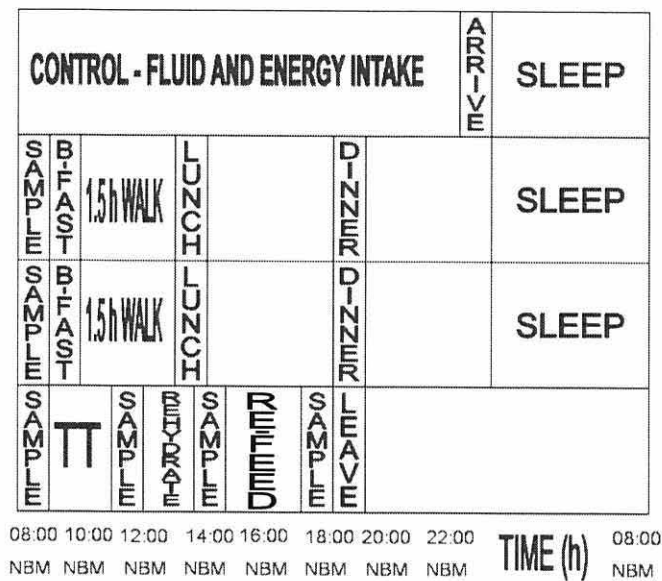 CONTROL - FLUID AND ENERGY INTAKE ARRIVE SLEEP
SAMPLE B-FAST 1.5 h WALK LUNCH DINNER SLEEP
SAMPLE B-FAST 1.5 h WALK LUNCH DINNER SLEEP
SAMPLE TT SAMPLE REHYDRATE SAMPLE REFEED SAMPLE LEAVE
08:00 10:00 12:00 14:00 16:00 18:00 20:00 22:00 TIME (h) 08:00
NBM NBM NBM NBM NBM NBM NBM NBM NBM